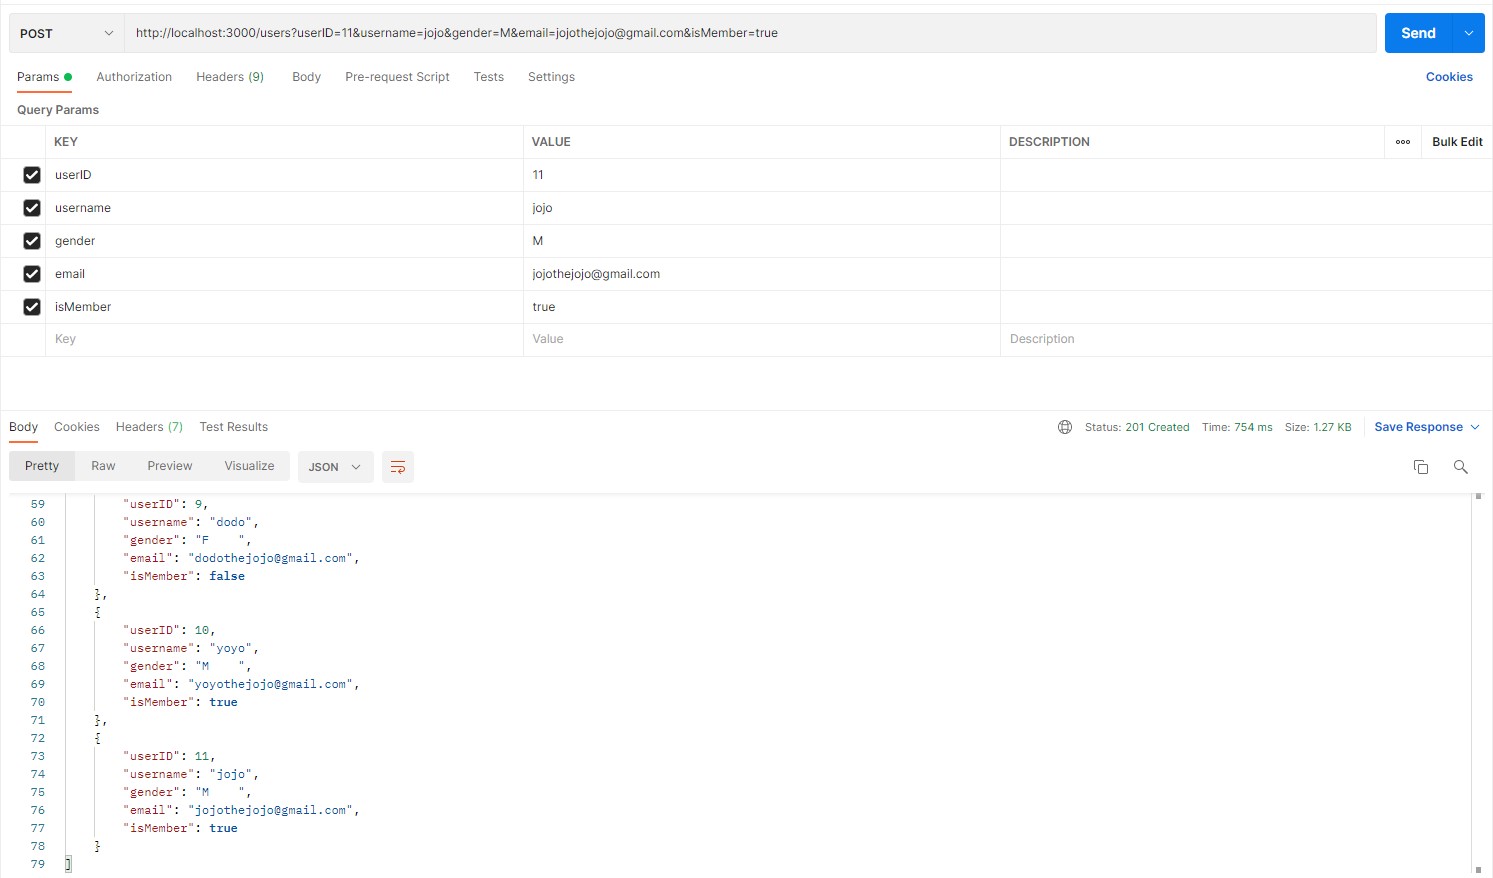 POST http://localhost:3000/users?userID=11&username=jojo&gender=M&email=jojothejojo@gmail.com&isMember=true Send
Params Authorization Headers (9) Body Pre-request Script Tests Settings Cookies
Query Params
KEY VALUE DESCRIPTION Bulk Edit
userID 11
username jojo
gender M
email jojothejojo@gmail.com
isMember true
Key Value Description
Body Cookies Headers (7) Test Results Status: 201 Created Time: 754 ms Size: 1.27 KB Save Response
Pretty Raw Preview Visualize JSON
59 "userID": 9,
60 "username": "dodo",
61 "gender": "F    ",
62 "email": "dodothejojo@gmail.com",
63 "isMember": false
64 },
65 {
66 "userID": 10,
67 "username": "yoyo",
68 "gender": "M    ",
69 "email": "yoyothejojo@gmail.com",
70 "isMember": true
71 },
72 {
73 "userID": 11,
74 "username": "jojo",
75 "gender": "M    ",
76 "email": "jojothejojo@gmail.com",
77 "isMember": true
78 }
79 ]